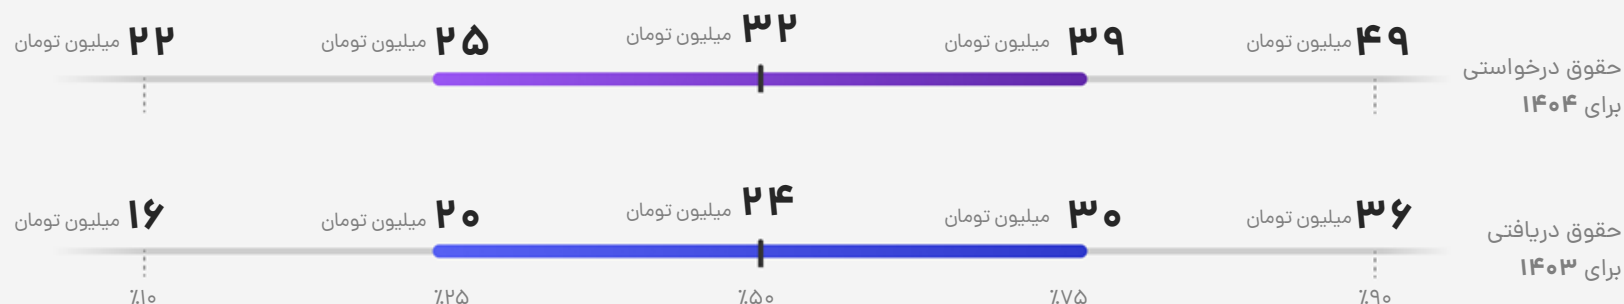 حقوق درخواستی
برای ۱۴۰۴
۴۹ میلیون تومان
۳۹ میلیون تومان
۳۲ میلیون تومان
۲۵ میلیون تومان
۲۲ میلیون تومان
حقوق دریافتی
برای ۱۴۰۳
۳۶ میلیون تومان
۳۰ میلیون تومان
۲۴ میلیون تومان
۲۰ میلیون تومان
۱۶ میلیون تومان
٪۹۰
٪۷۵
٪۵۰
٪۲۵
٪۱۰